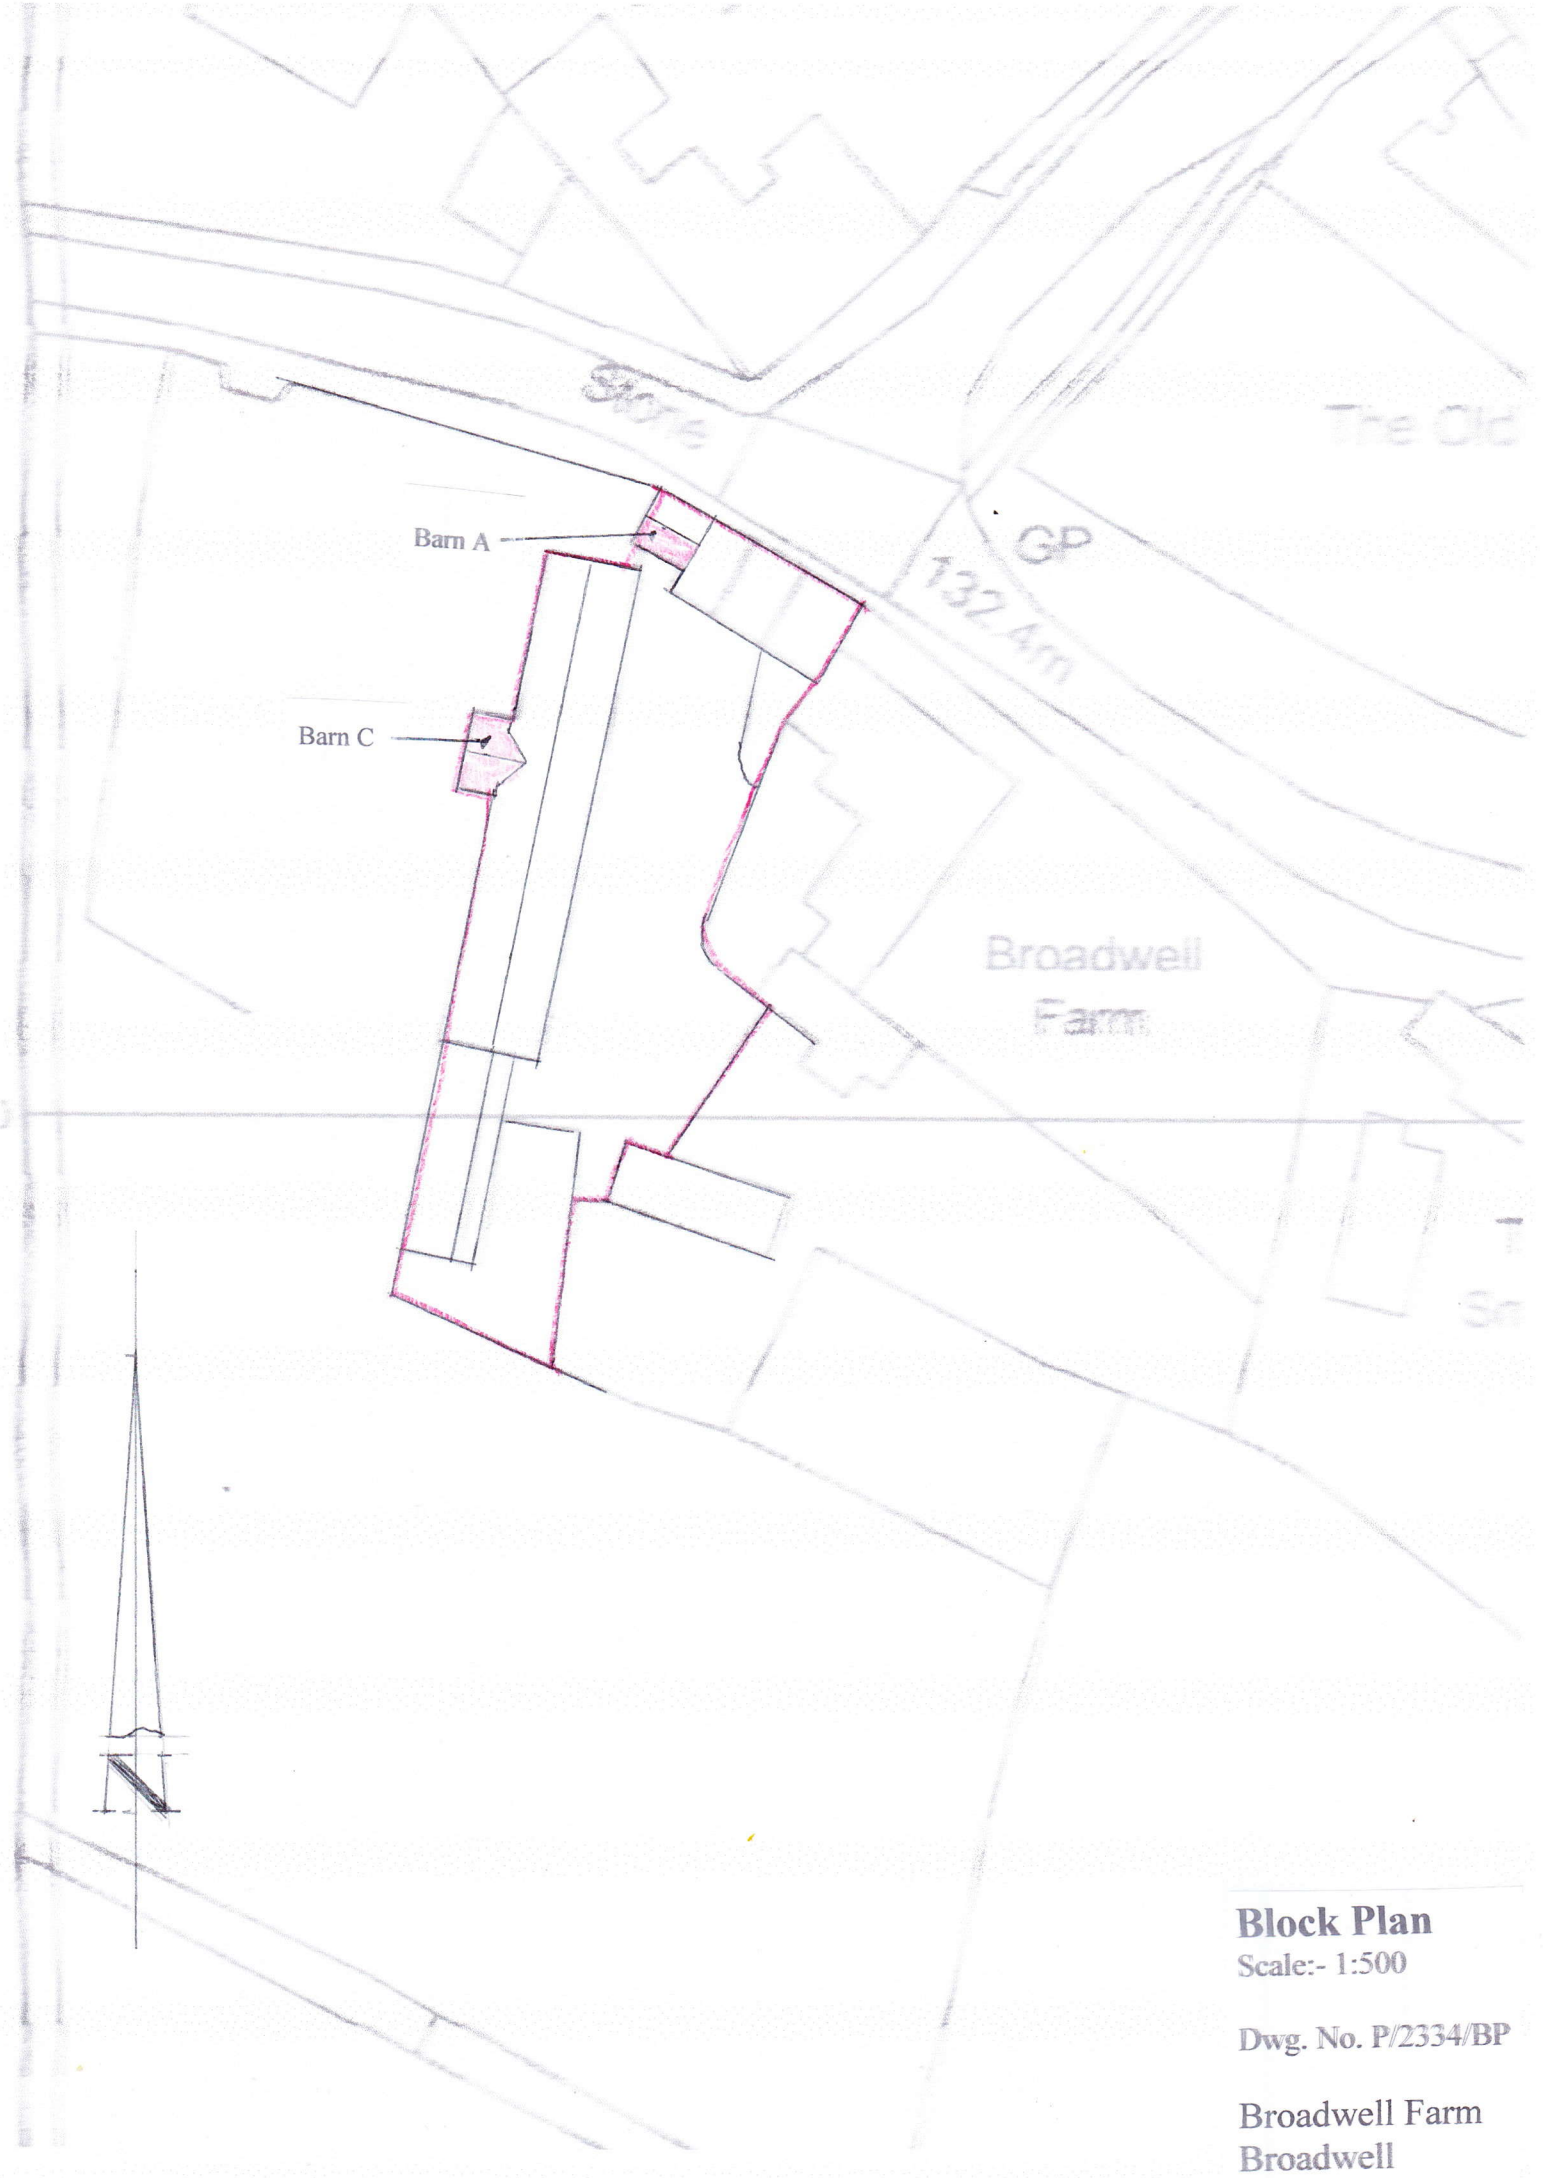 Stone
The Old
Barn A
GP
132.4m
Barn C
Broadwell
Farm
N
Block Plan
Scale:- 1:500
Dwg. No. P/2334/BP
Broadwell Farm
Broadwell